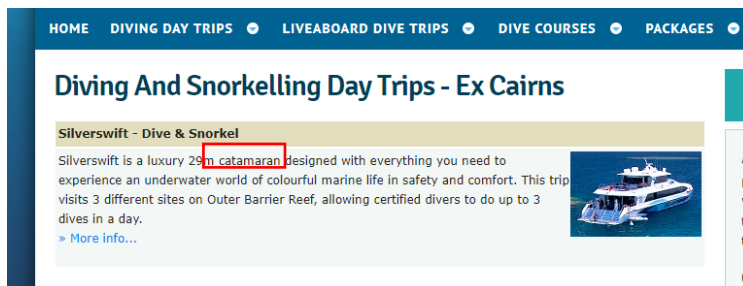 HOME DIVING DAY TRIPS LIVEABOARD DIVE TRIPS DIVE COURSES PACKAGES
Diving And Snorkelling Day Trips - Ex Cairns
Silverswift - Dive & Snorkel
Silverswift is a luxury 29m catamaran designed with everything you need to
experience an underwater world of colourful marine life in safety and comfort. This trip
visits 3 different sites on Outer Barrier Reef, allowing certified divers to do up to 3
dives in a day.
» More info...